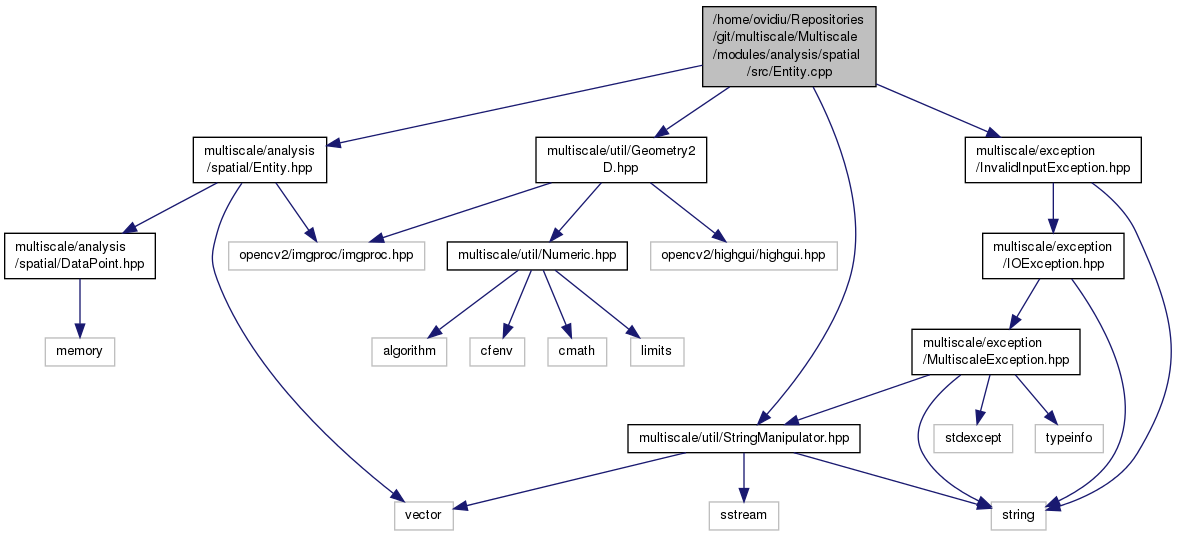 /home/ovidiu/Repositories
/git/multiscale/Multiscale
/modules/analysis/spatial
/src/Entity.cpp
multiscale/analysis
/spatial/Entity.hpp
multiscale/util/Geometry2
D.hpp
multiscale/exception
/InvalidInputException.hpp
multiscale/analysis
/spatial/DataPoint.hpp
opencv2/imgproc/imgproc.hpp
multiscale/util/Numeric.hpp
opencv2/highgui/highgui.hpp
multiscale/exception
/IOException.hpp
memory
algorithm
cfenv
cmath
limits
multiscale/exception
/MultiscaleException.hpp
multiscale/util/StringManipulator.hpp
stdexcept
typeinfo
vector
sstream
string